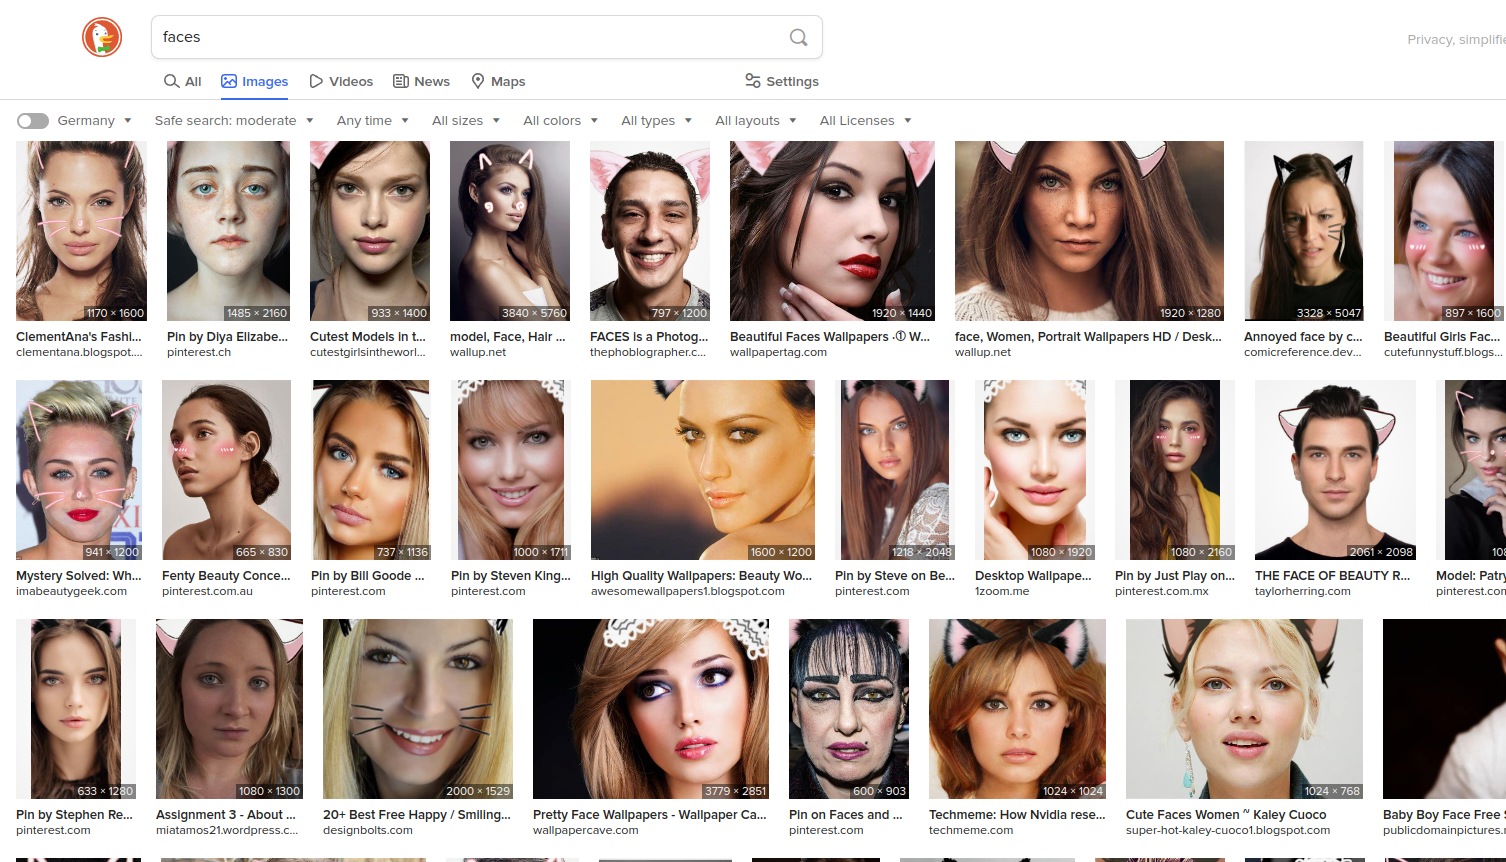 faces
Privacy, simplifie
All Images Videos News Maps Settings
Germany Safe search: moderate Any time All sizes All colors All types All layouts All Licenses
1170 × 1600 1485 × 2160 933 × 1400 3840 × 5760 797 × 1200 1920 × 1440 1920 × 1280 3328 × 5047 897 × 1600
ClementAna's Fashi... Pin by Diya Elizabe... Cutest Models in t... model, Face, Hair ... FACES is a Photog... Beautiful Faces Wallpapers ·① W... face, Women, Portrait Wallpapers HD / Desk... Annoyed face by c... Beautiful Girls Fac...
clementana.blogspot.... pinterest.ch cutestgirlsintheworl... wallup.net thephoblographer.c... wallpapertag.com wallup.net comicreference.dev... cutefunnystuff.blogs...
941 × 1200 665 × 830 737 × 1136 1000 × 1711 1600 × 1200 1218 × 2048 1080 × 1920 1080 × 2160 2061 × 2098 108
Mystery Solved: Wh... Fenty Beauty Conce... Pin by Bill Goode ... Pin by Steven King... High Quality Wallpapers: Beauty Wo... Pin by Steve on Be... Desktop Wallpape... Pin by Just Play on... THE FACE OF BEAUTY R... Model: Patry
imabeautygeek.com pinterest.com.au pinterest.com pinterest.com awesomewallpapers1.blogspot.com pinterest.com 1zoom.me pinterest.com.mx taylorherring.com pinterest.com
633 × 1280 1080 × 1300 2000 × 1529 3779 × 2851 600 × 903 1024 × 1024 1024 × 768
Pin by Stephen Re... Assignment 3 - About ... 20+ Best Free Happy / Smiling... Pretty Face Wallpapers - Wallpaper Ca... Pin on Faces and ... Techmeme: How Nvidia rese... Cute Faces Women ~ Kaley Cuoco Baby Boy Face Free S
pinterest.com miatamos21.wordpress.c... designbolts.com wallpapercave.com pinterest.com techmeme.com super-hot-kaley-cuoco1.blogspot.com publicdomainpictures.n